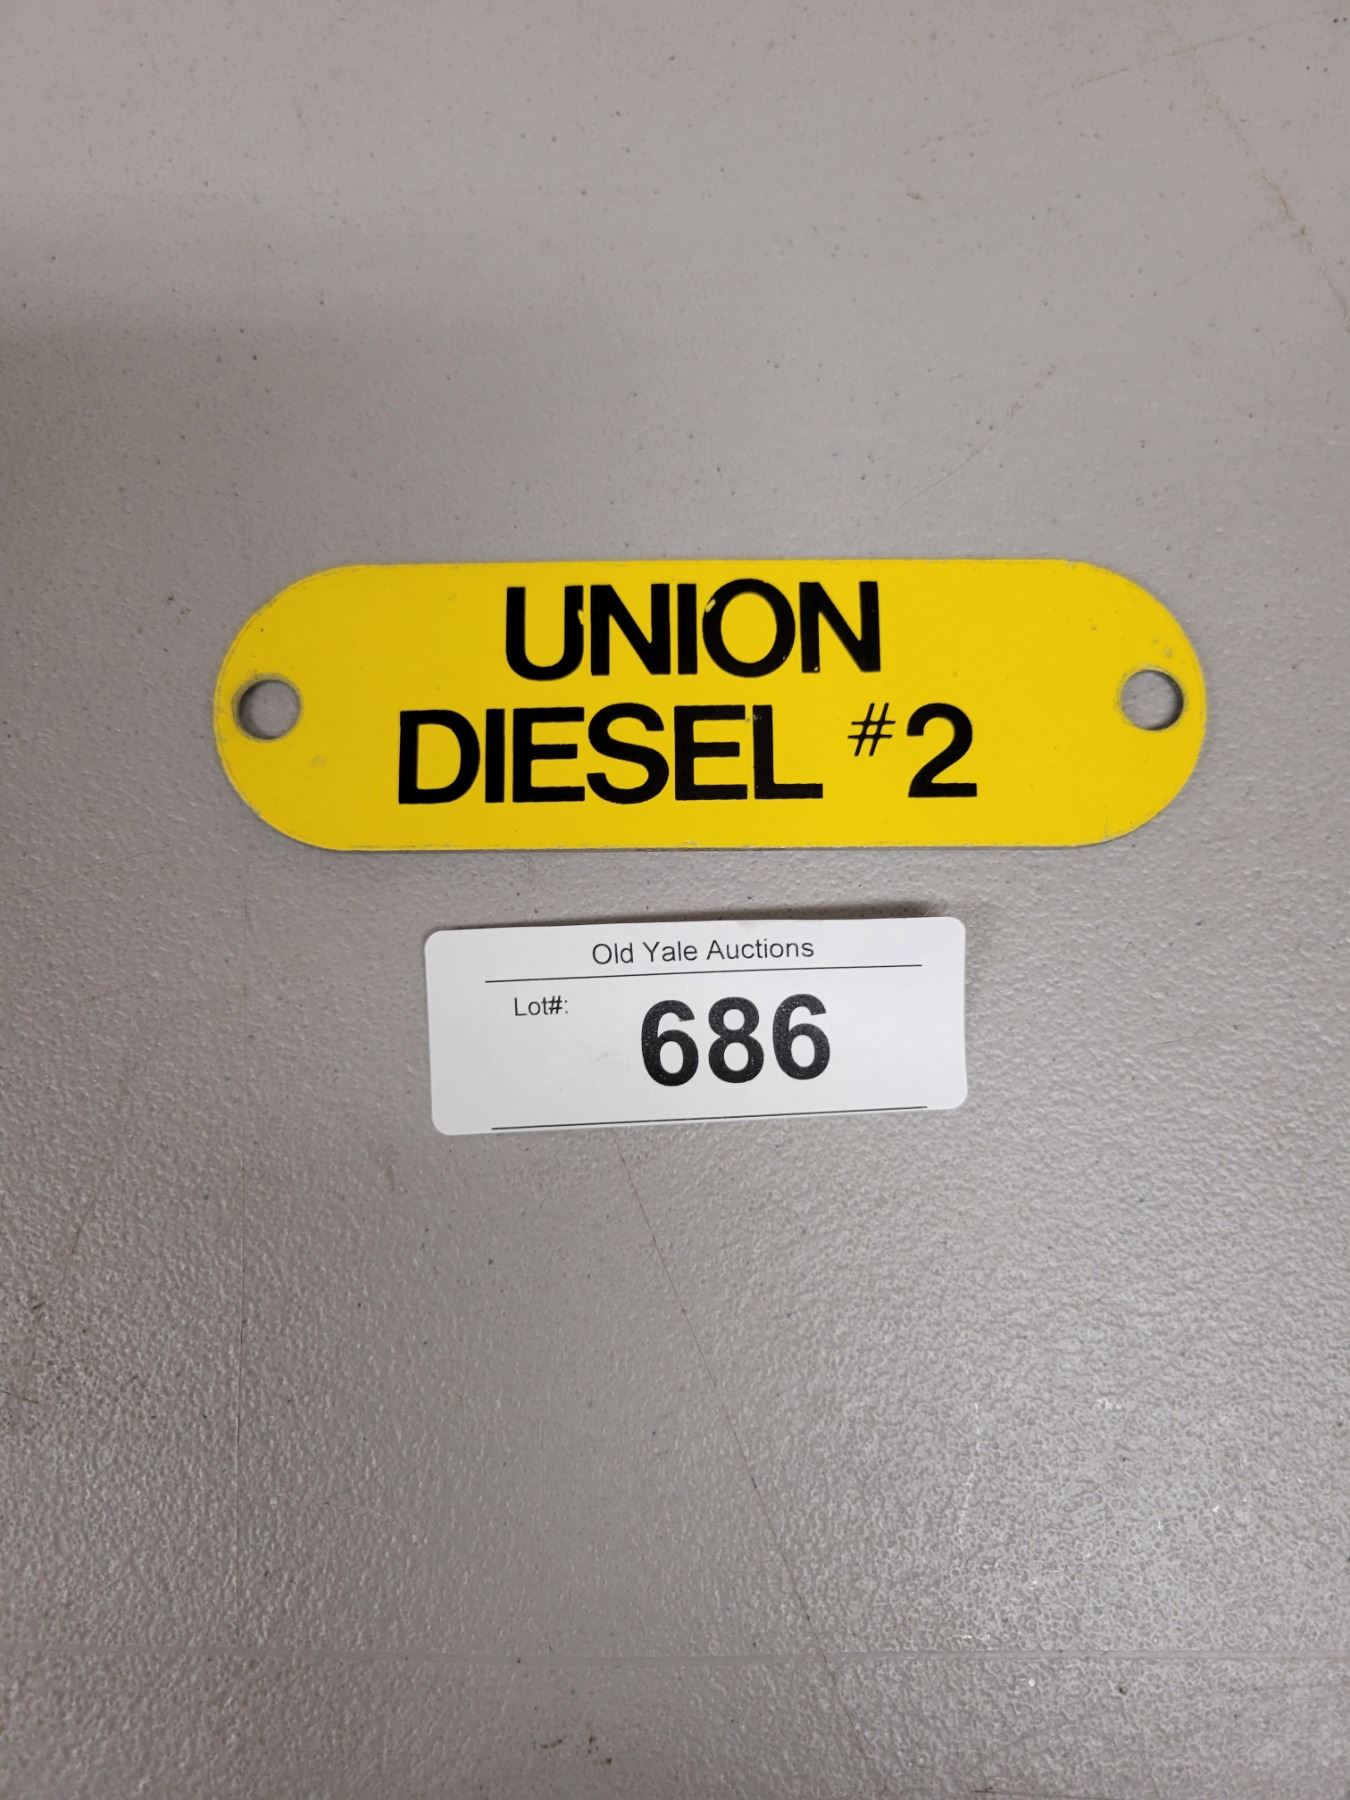 UNION
DIESEL #2
Old Yale Auctions
Lot#:
686